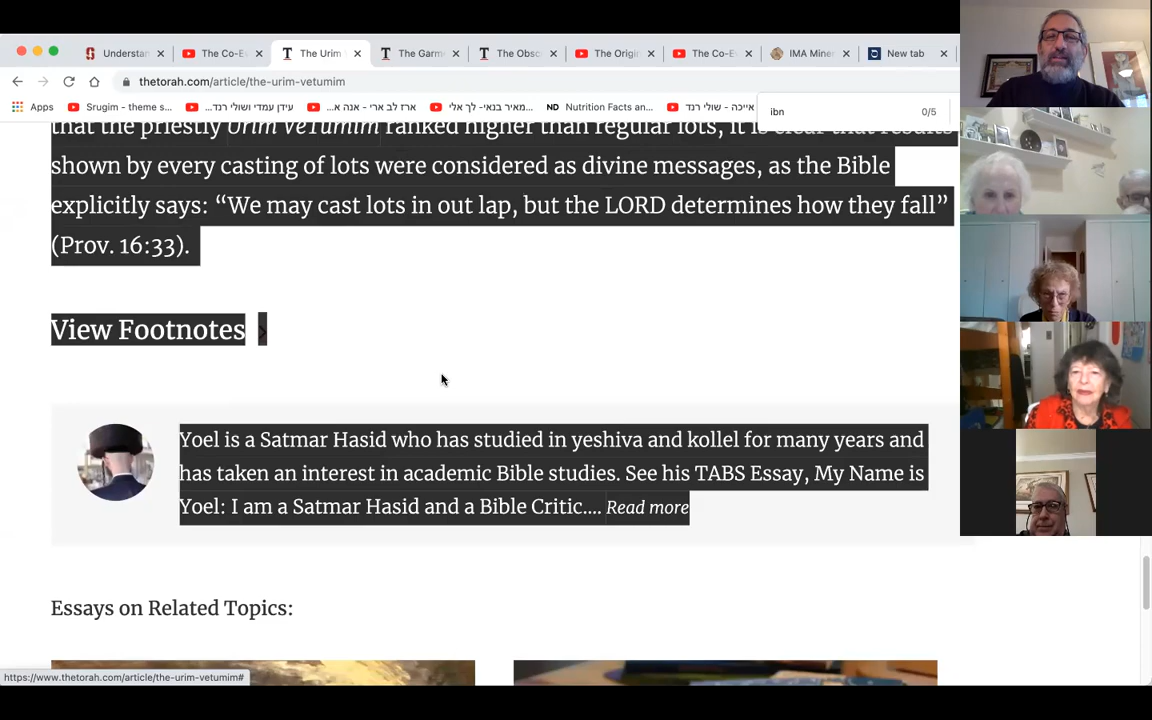 Understa
The Co-Ev
The Urim
The Garme
The Obsc
The Origin
The Co-Ev
IMA Miner
New tab
thetorah.com/article/the-urim-vetumim
Apps
Srugim - theme s...
עידן עמדי ושולי רנד...
ארז לב ארי - אנה א...
מאיר בנאי- לך אלי...
Nutrition Facts an...
אייכה - שולי רנד
ibn
0/5
that the priestly Urim VeTumim ranked higher than regular lots, it is clear that results
shown by every casting of lots were considered as divine messages, as the Bible
explicitly says: “We may cast lots in out lap, but the LORD determines how they fall”
(Prov. 16:33).
View Footnotes
Yoel is a Satmar Hasid who has studied in yeshiva and kollel for many years and
has taken an interest in academic Bible studies. See his TABS Essay, My Name is
Yoel: I am a Satmar Hasid and a Bible Critic.... Read more
Essays on Related Topics:
https://www.thetorah.com/article/the-urim-vetumim#